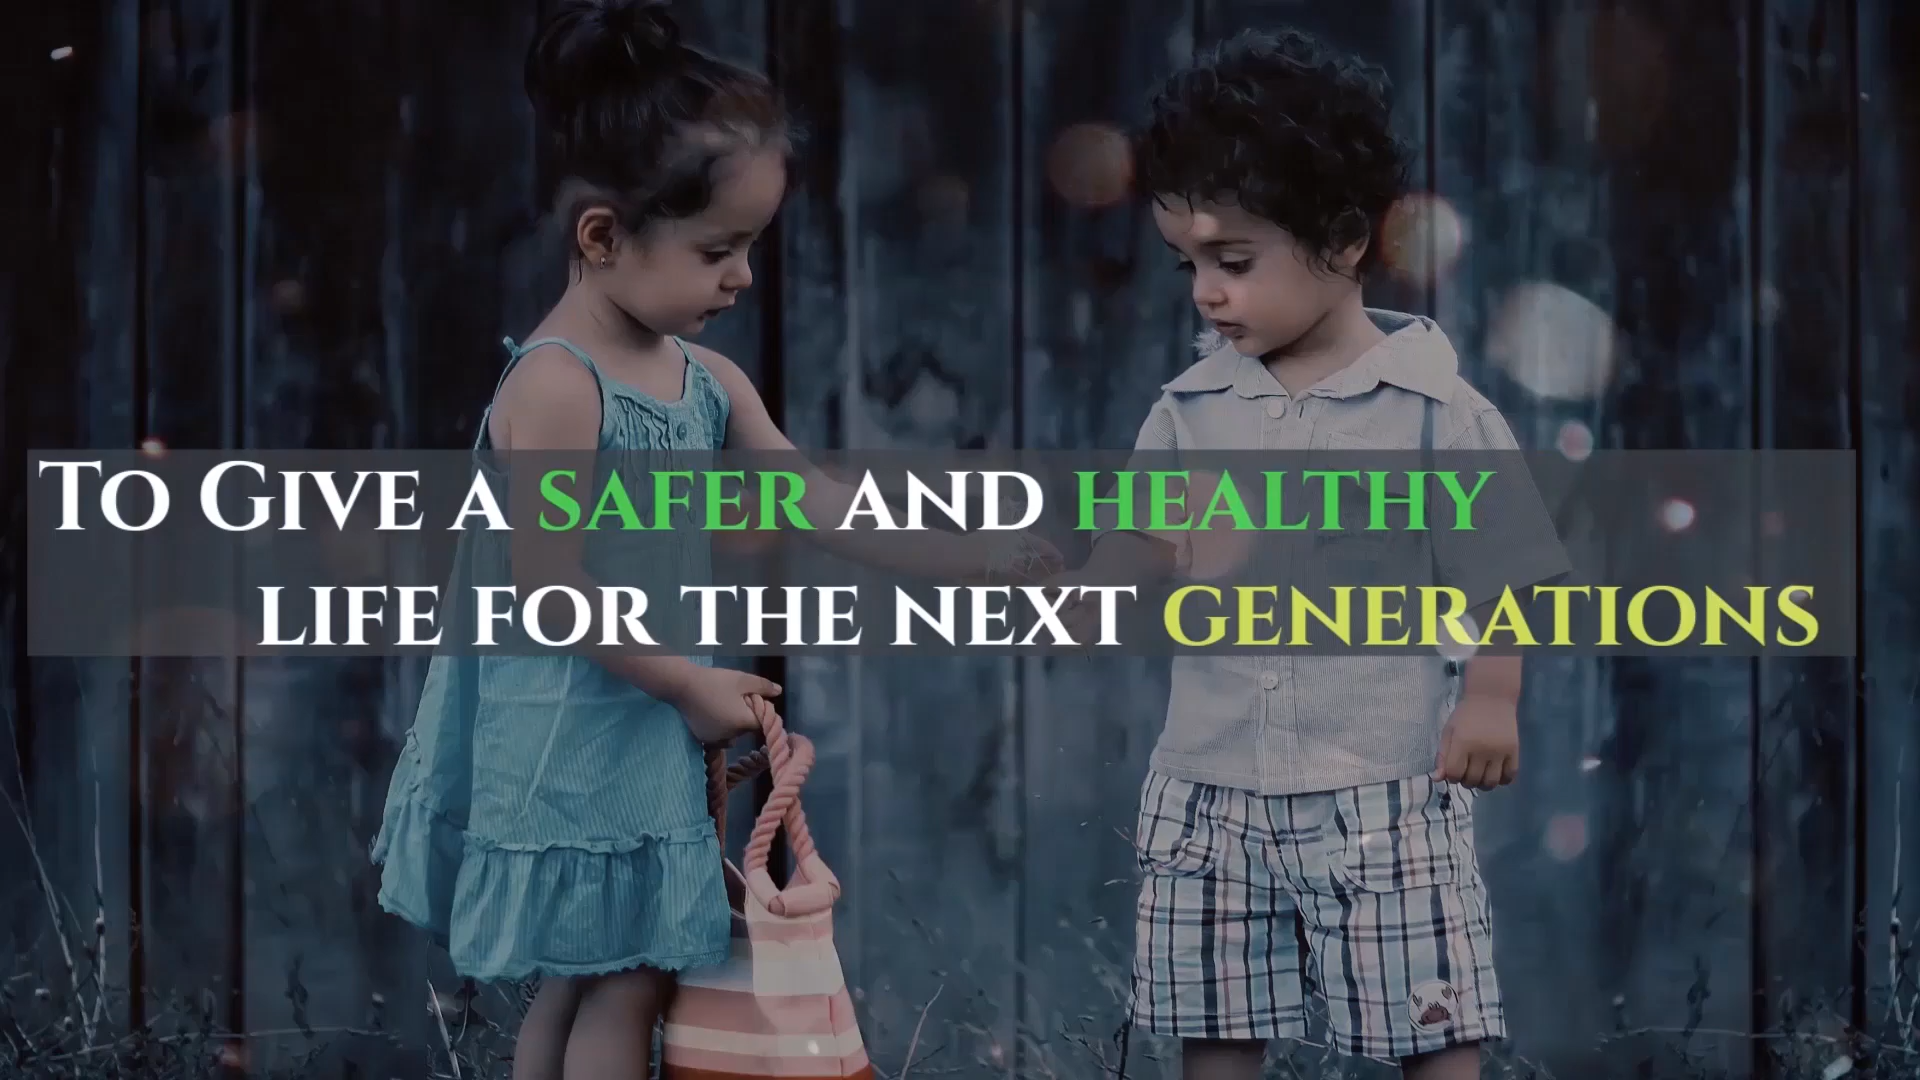 To Give a safer and healthy
life for the next generations